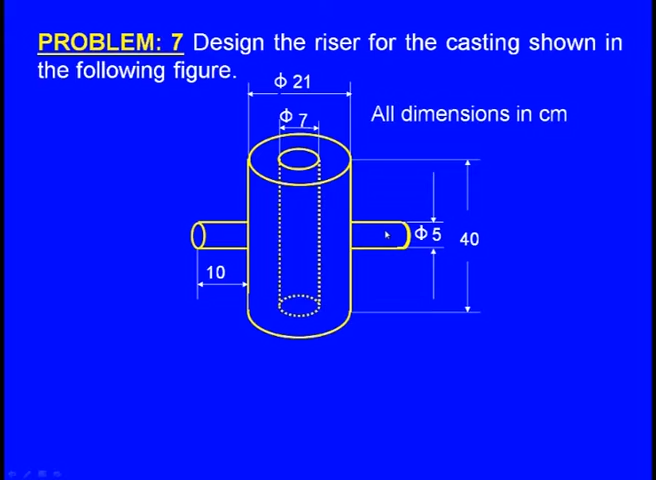 PROBLEM: 7 Design the riser for the casting shown in
the following figure.
Φ 21
Φ 7
All dimensions in cm
Φ 5
40
10